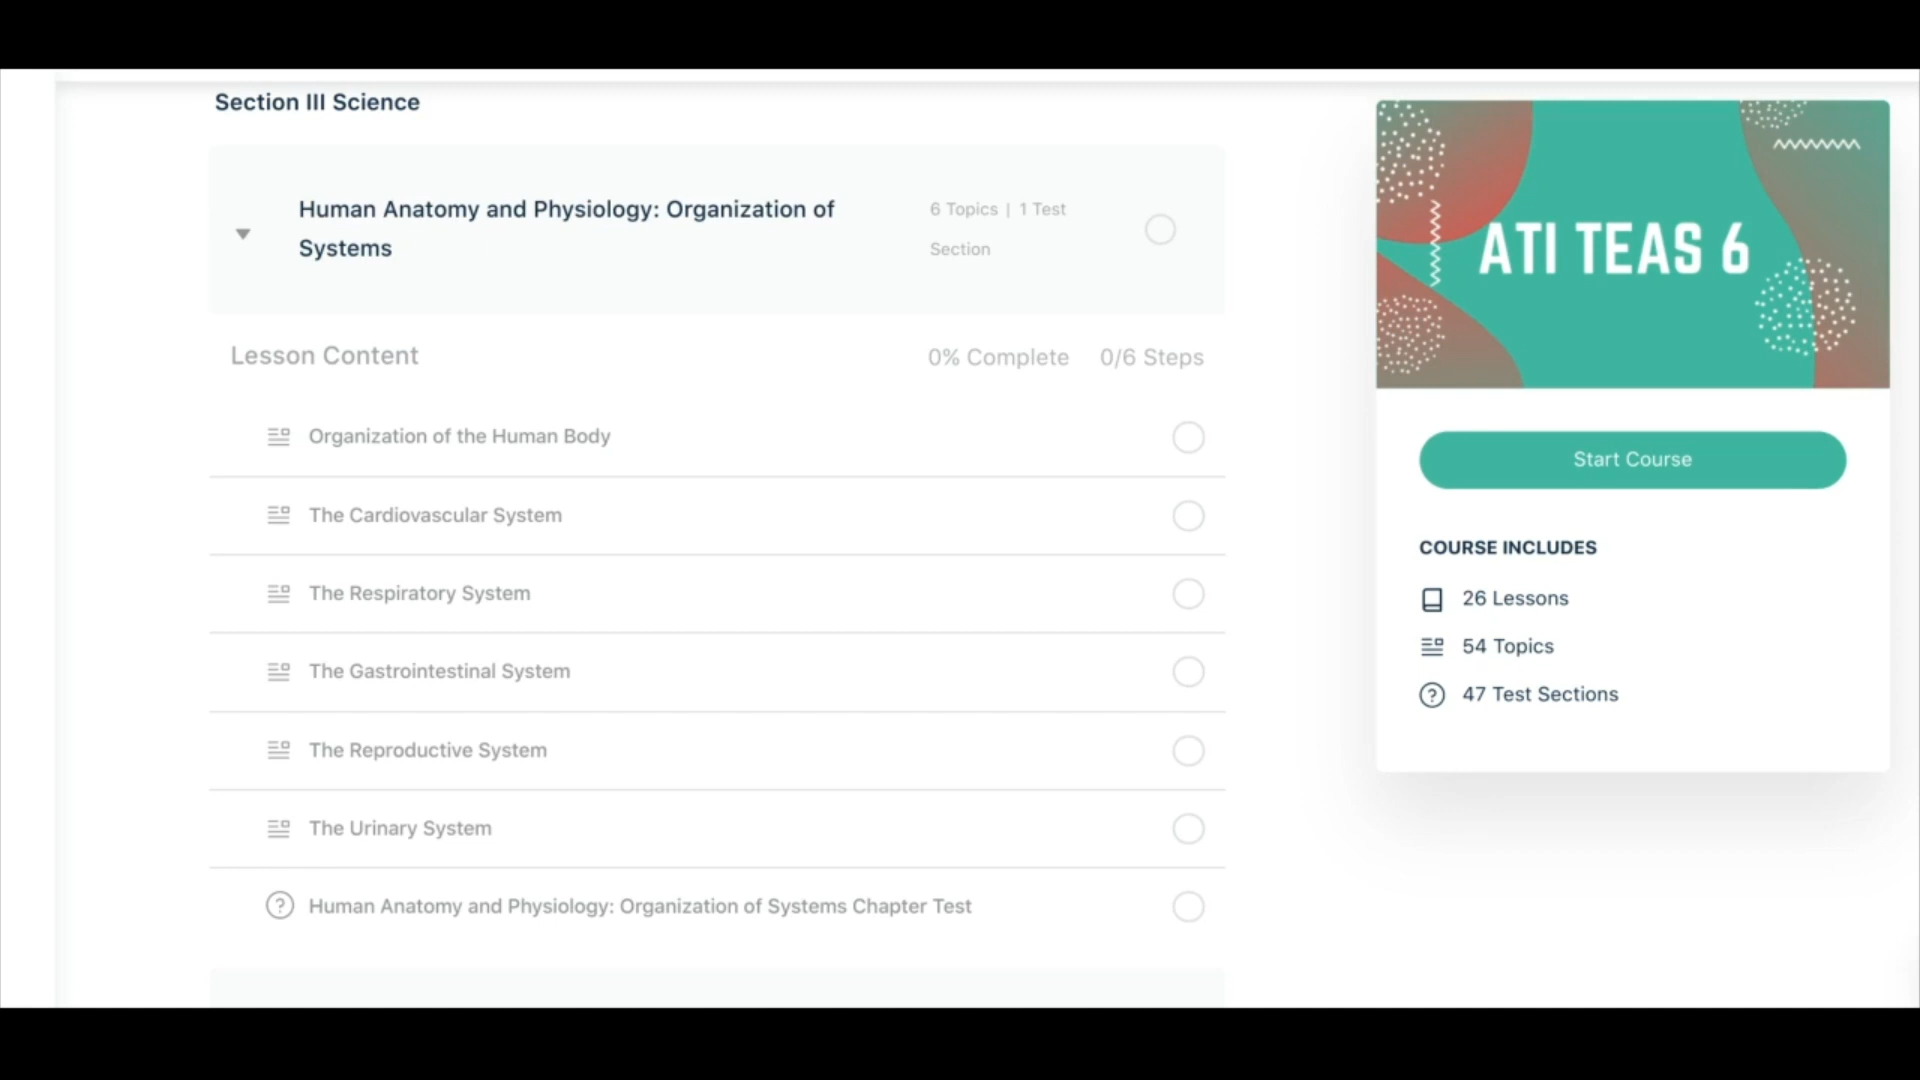 Section III Science
Human Anatomy and Physiology: Organization of
Systems
6 Topics | 1 Test
Section
Lesson Content
0% Complete 0/6 Steps
Organization of the Human Body
The Cardiovascular System
The Respiratory System
The Gastrointestinal System
The Reproductive System
The Urinary System
Human Anatomy and Physiology: Organization of Systems Chapter Test
ATI TEAS 6
Start Course
COURSE INCLUDES
26 Lessons
54 Topics
47 Test Sections